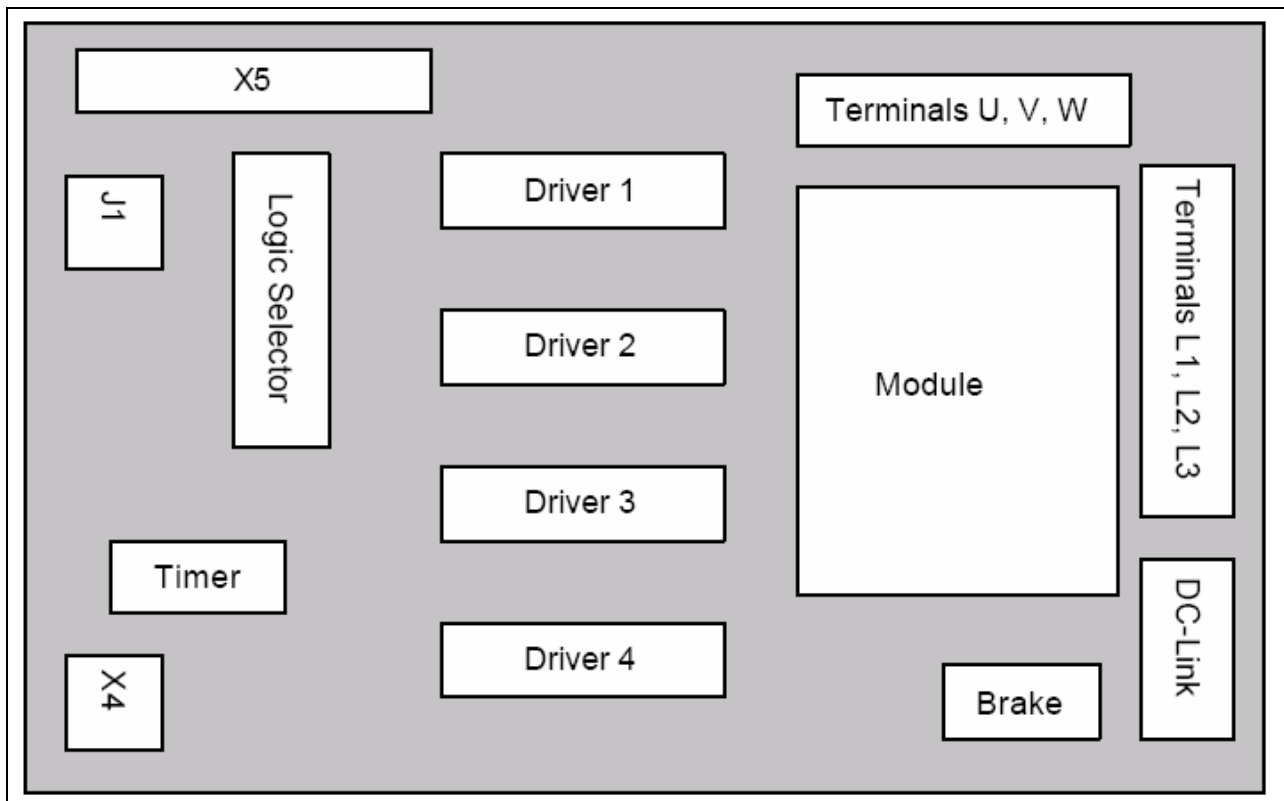 X5
Terminals U, V, W
J1
Logic Selector
Driver 1
Terminals L1, L2, L3
Driver 2
Module
Driver 3
Timer
DC-Link
Driver 4
X4
Brake